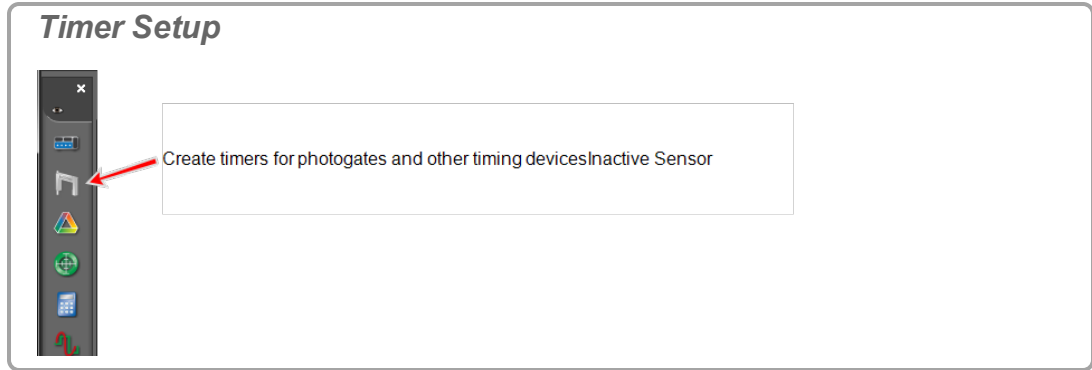 Timer Setup
Create timers for photogates and other timing devicesInactive Sensor